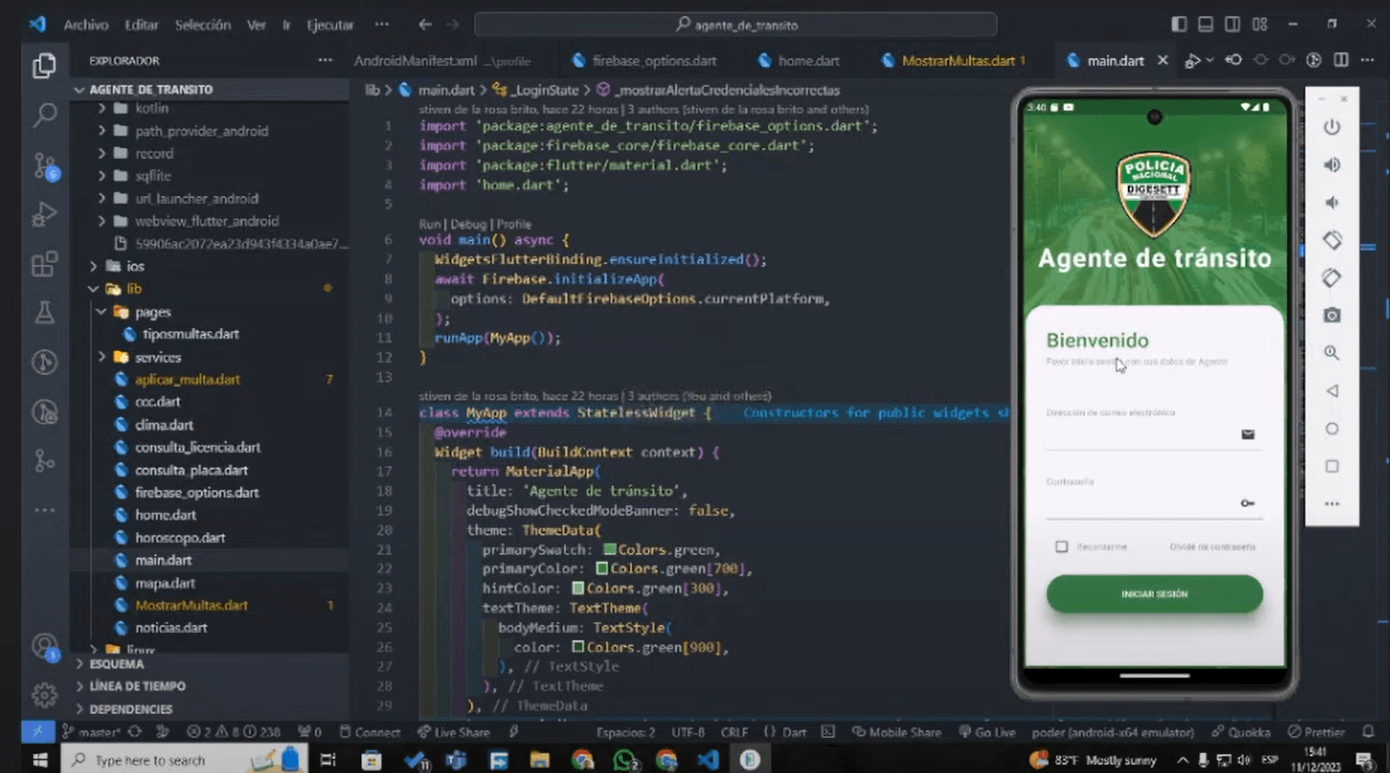 Archivo Editar Selección Ver Ir Ejecutar ···
agente_de_transito
EXPLORADOR ···
AGENTE DE TRANSITO
kotlin
path_provider_android
record
sqflite
url_launcher_android
webview_flutter_android
59906ac2072ea23d943f4334a0ae7...
ios
lib
pages
tiposmultas.dart
services
aplicar_multa.dart 7
ccc.dart
clima.dart
consulta_licencia.dart
consulta_placa.dart
firebase_options.dart
home.dart
horoscopo.dart
main.dart
mapa.dart
MostrarMultas.dart 1
noticias.dart
linux
ESQUEMA
LÍNEA DE TIEMPO
DEPENDENCIES
6
3
AndroidManifest.xml ...\profile firebase_options.dart home.dart MostrarMultas.dart 1 main.dart
lib > main.dart > _LoginState > _mostrarAlertaCredencialesIncorrectas
stiven de la rosa brito, hace 22 horas | 3 authors (stiven de la rosa brito and others)
1 import 'package:agente_de_transito/firebase_options.dart';
2 import 'package:firebase_core/firebase_core.dart';
3 import 'package:flutter/material.dart';
4 import 'home.dart';
5
Run | Debug | Profile
6 void main() async {
7 WidgetsFlutterBinding.ensureInitialized();
8 await Firebase.initializeApp(
9 options: DefaultFirebaseOptions.currentPlatform,
10 );
11 runApp(MyApp());
12 }
13
stiven de la rosa brito, hace 22 horas | 3 authors (You and others)
14 class MyApp extends StatelessWidget { Constructors for public widgets sh
15 @override
16 Widget build(BuildContext context) {
17 return MaterialApp(
18 title: 'Agente de tránsito',
19 debugShowCheckedModeBanner: false,
20 theme: ThemeData(
21 primarySwatch: Colors.green,
22 primaryColor: Colors.green[700],
23 hintColor: Colors.green[300],
24 textTheme: TextTheme(
25 bodyMedium: TextStyle(
26 color: Colors.green[900],
27 ), // TextStyle
28 ), // TextTheme
29 ), // ThemeData
3:40
POLICIA
NACIONAL
DIGESETT
Agente de tránsito
Bienvenido
Favor inicia sesión con sus datos de Agente
Dirección de correo electrónico
Contraseña
Recordarme Olvidé mi contraseña
INICIAR SESIÓN
master* 2 8 238 0 Connect Live Share Espacios: 2 UTF-8 CRLF {} Dart Mobile Share Go Live poder (android-x64 emulator) Quokka Prettier
Type here to search 11 2 83°F Mostly sunny ESP 15:41
11/12/2023 3